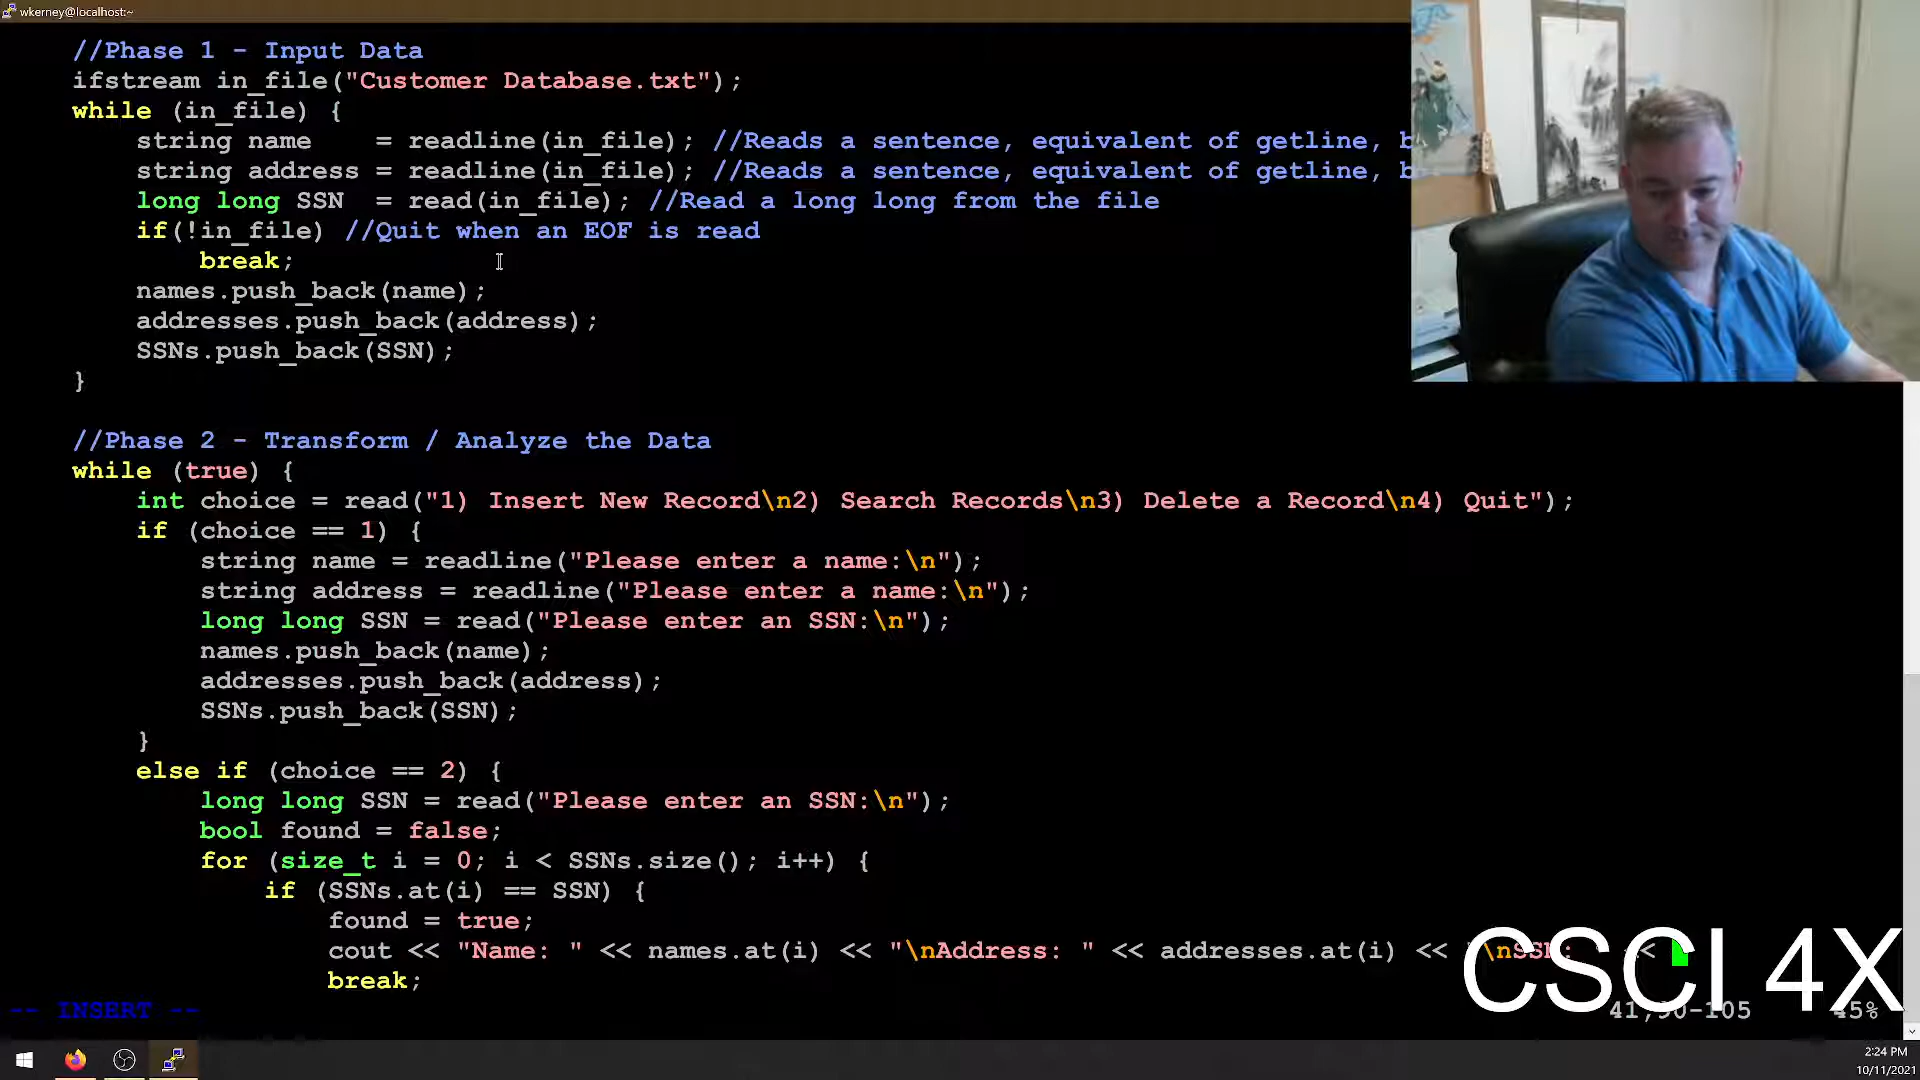 wkerney@localhost:~
//Phase 1 - Input Data
ifstream in_file("Customer Database.txt");
while (in_file) {
string name    = readline(in_file); //Reads a sentence, equivalent of getline, b
string address = readline(in_file); //Reads a sentence, equivalent of getline, b
long long SSN  = read(in_file); //Read a long long from the file
if(!in_file) //Quit when an EOF is read
break;
names.push_back(name);
addresses.push_back(address);
SSNs.push_back(SSN);
}
//Phase 2 - Transform / Analyze the Data
while (true) {
int choice = read("1) Insert New Record\n2) Search Records\n3) Delete a Record\n4) Quit");
if (choice == 1) {
string name = readline("Please enter a name:\n");
string address = readline("Please enter a name:\n");
long long SSN = read("Please enter an SSN:\n");
names.push_back(name);
addresses.push_back(address);
SSNs.push_back(SSN);
}
else if (choice == 2) {
long long SSN = read("Please enter an SSN:\n");
bool found = false;
for (size_t i = 0; i < SSNs.size(); i++) {
if (SSNs.at(i) == SSN) {
found = true;
cout << "Name: " << names.at(i) << "\nAddress: " << addresses.at(i) << "\nSSN:
break;
CSCI 4X
-- INSERT --
45%
2:24 PM
10/11/2021